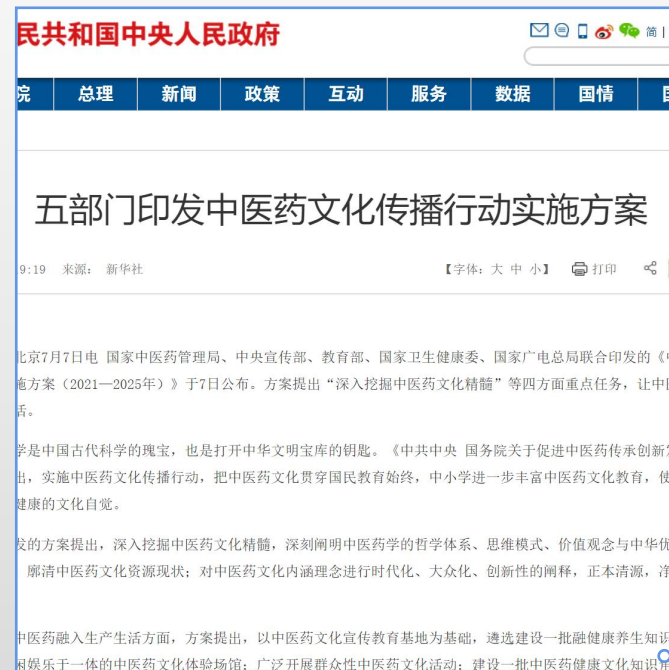 民共和国中央人民政府
简 |
院 总理 新闻 政策 互动 服务 数据 国情
五部门印发中医药文化传播行动实施方案
9:19 来源： 新华社 【字体：大 中 小】 打印
北京7月7日电 国家中医药管理局、中央宣传部、教育部、国家卫生健康委、国家广电总局联合印发的《
施方案（2021—2025年）》于7日公布。方案提出“深入挖掘中医药文化精髓”等四方面重点任务，让中
活。
学是中国古代科学的瑰宝，也是打开中华文明宝库的钥匙。《中共中央 国务院关于促进中医药传承创新
出，实施中医药文化传播行动，把中医药文化贯穿国民教育始终，中小学进一步丰富中医药文化教育，使
健康的文化自觉。
发的方案提出，深入挖掘中医药文化精髓，深刻阐明中医药学的哲学体系、思维模式、价值观念与中华优
，廓清中医药文化资源现状；对中医药文化内涵理念进行时代化、大众化、创新性的阐释，正本清源，净
中医药融入生产生活方面，方案提出，以中医药文化宣传教育基地为基础，遴选建设一批融健康养生知识
闲娱乐于一体的中医药文化体验场馆；广泛开展群众性中医药文化活动；建设一批中医药健康文化知识